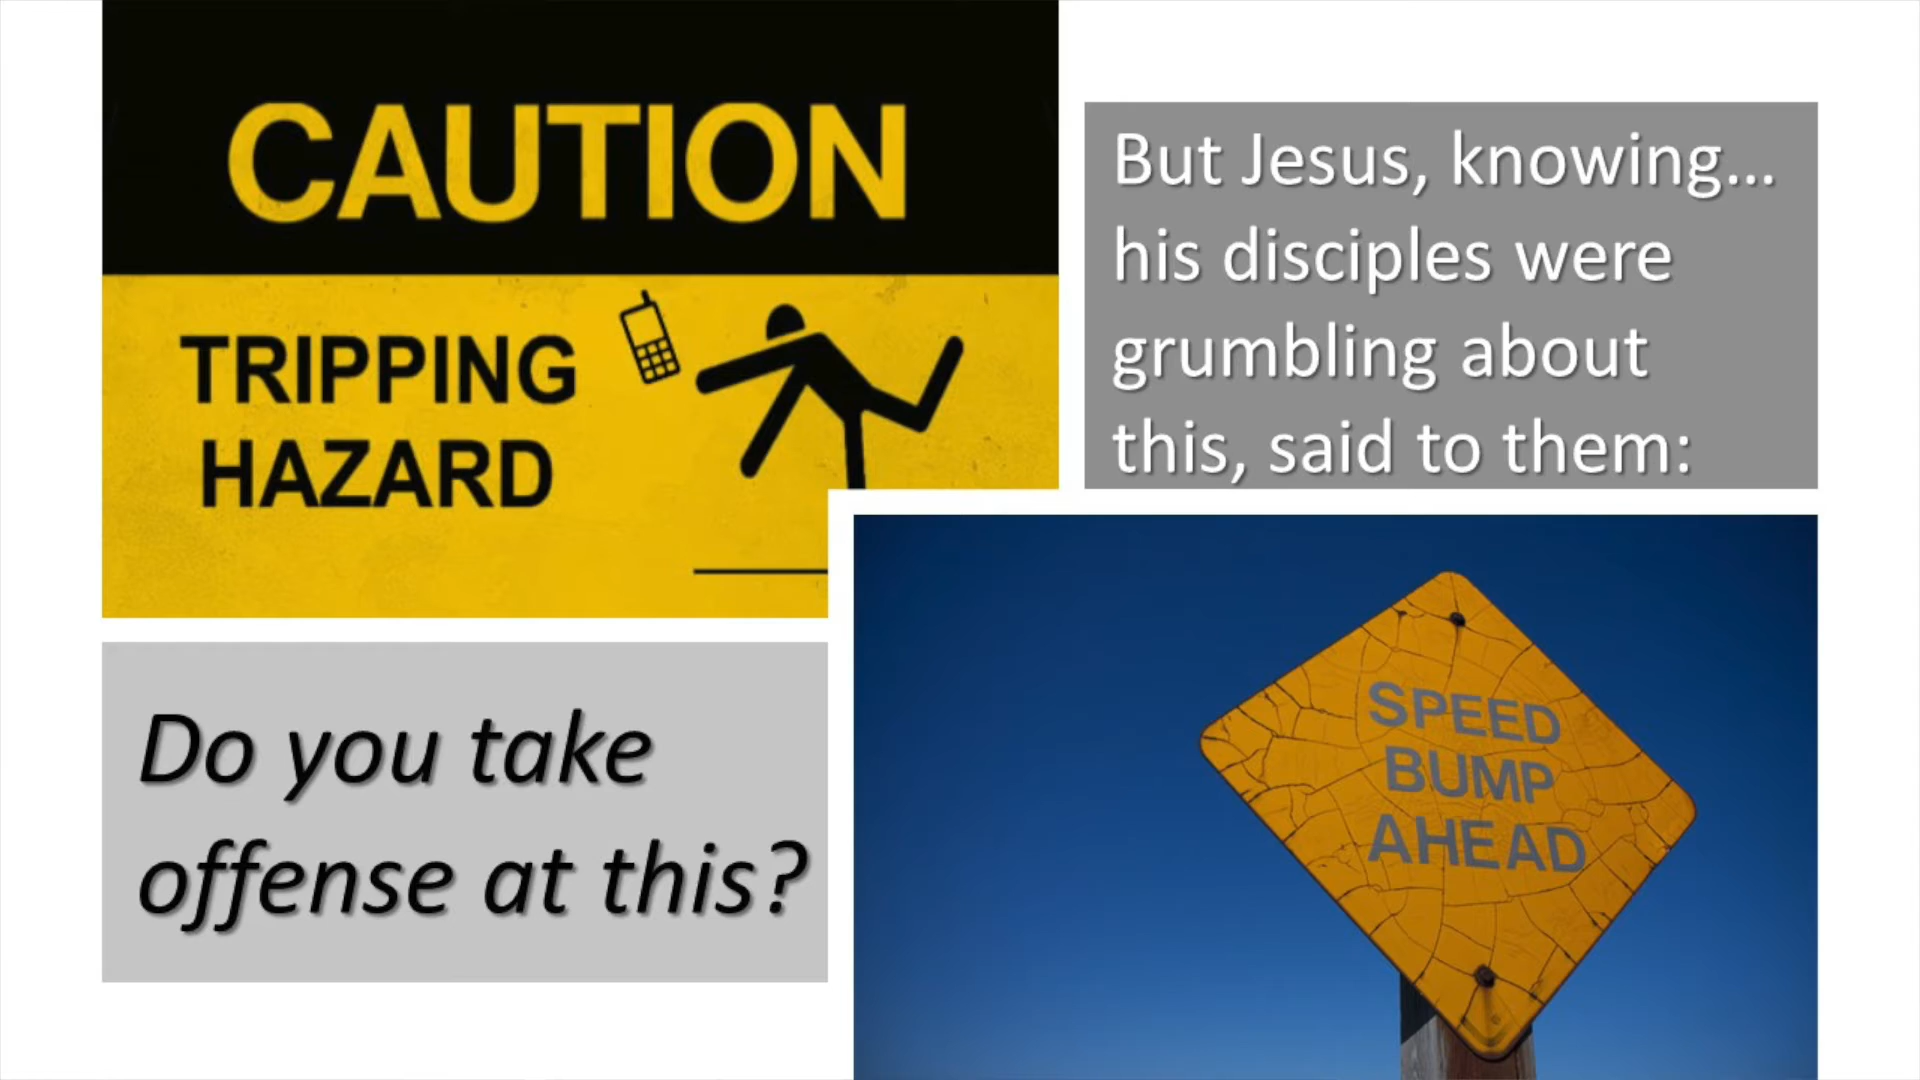 CAUTION
TRIPPING
HAZARD
But Jesus, knowing...
his disciples were
grumbling about
this, said to them:
Do you take
offense at this?
SPEED
BUMP
AHEAD